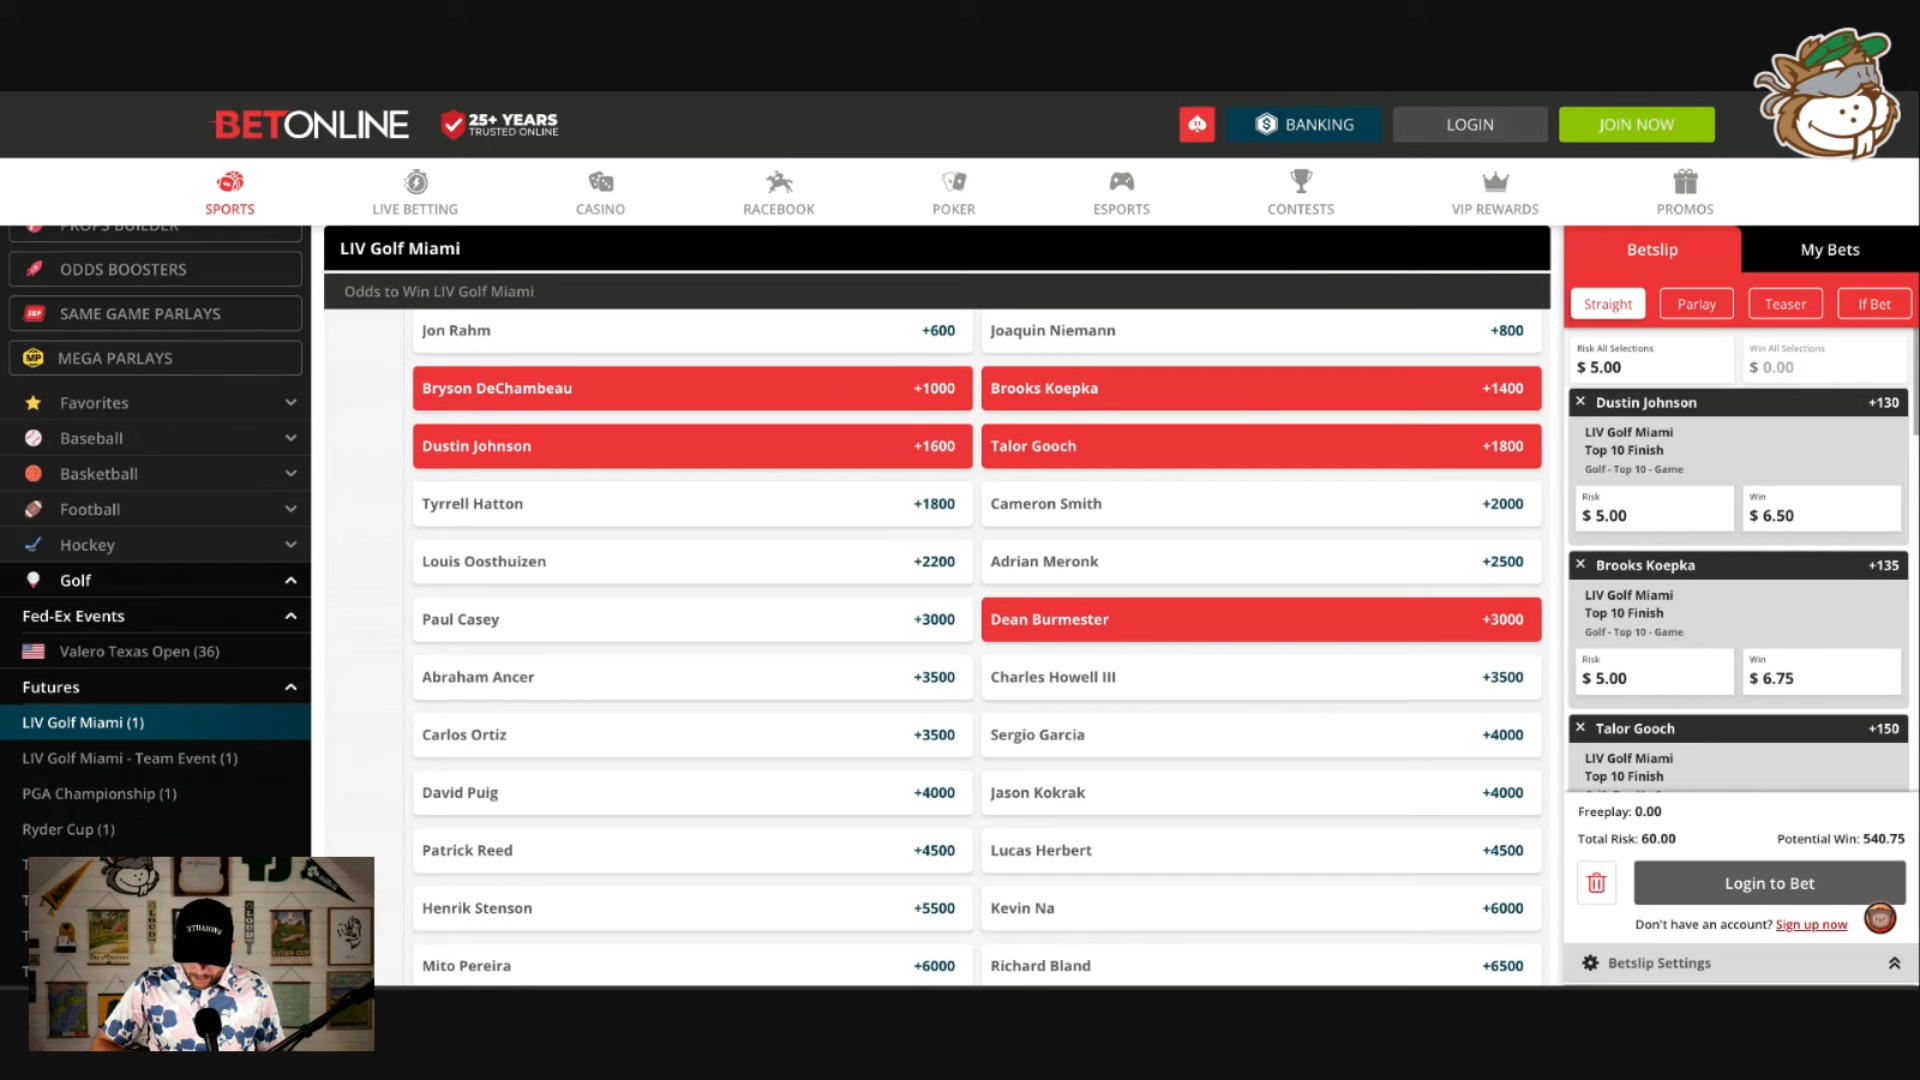 BETONLINE
25+ YEARS
TRUSTED ONLINE
BANKING
LOGIN
JOIN NOW
SPORTS
LIVE BETTING
CASINO
RACEBOOK
POKER
ESPORTS
CONTESTS
VIP REWARDS
PROMOS
PROPS BUILDER
ODDS BOOSTERS
SGP SAME GAME PARLAYS
MP MEGA PARLAYS
Favorites
Baseball
Basketball
Football
Hockey
Golf
Fed-Ex Events
Valero Texas Open (36)
Futures
LIV Golf Miami (1)
LIV Golf Miami - Team Event (1)
PGA Championship (1)
Ryder Cup (1)
LIV Golf Miami
Odds to Win LIV Golf Miami
Jon Rahm +600
Joaquin Niemann +800
Bryson DeChambeau +1000
Brooks Koepka +1400
Dustin Johnson +1600
Talor Gooch +1800
Tyrrell Hatton +1800
Cameron Smith +2000
Louis Oosthuizen +2200
Adrian Meronk +2500
Paul Casey +3000
Dean Burmester +3000
Abraham Ancer +3500
Charles Howell III +3500
Carlos Ortiz +3500
Sergio Garcia +4000
David Puig +4000
Jason Kokrak +4000
Patrick Reed +4500
Lucas Herbert +4500
Henrik Stenson +5500
Kevin Na +6000
Mito Pereira +6000
Richard Bland +6500
Betslip
My Bets
Straight
Parlay
Teaser
If Bet
Risk All Selections
$ 5.00
Win All Selections
$ 0.00
Dustin Johnson +130
LIV Golf Miami
Top 10 Finish
Golf - Top 10 - Game
Risk
$ 5.00
Win
$ 6.50
Brooks Koepka +135
LIV Golf Miami
Top 10 Finish
Golf - Top 10 - Game
Risk
$ 5.00
Win
$ 6.75
Talor Gooch +150
LIV Golf Miami
Top 10 Finish
Freeplay: 0.00
Total Risk: 60.00
Potential Win: 540.75
Login to Bet
Don't have an account? Sign up now
Betslip Settings